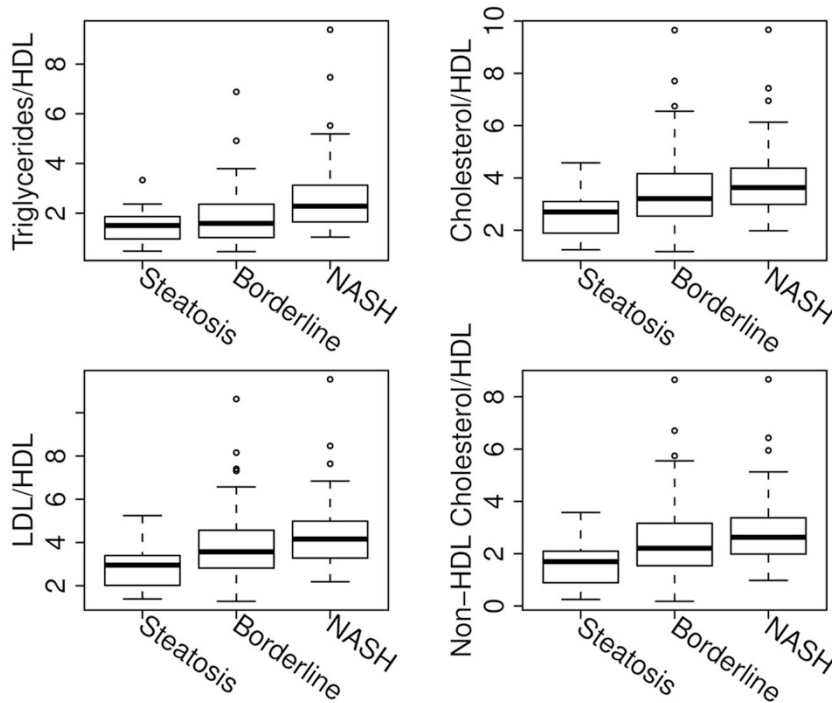 Triglycerides/HDL
8
6
4
2
Steatosis
Borderline
NASH
Cholesterol/HDL
10
8
6
4
2
Steatosis
Borderline
NASH
LDL/HDL
8
6
4
2
Steatosis
Borderline
NASH
Non-HDL Cholesterol/HDL
8
6
4
2
0
Steatosis
Borderline
NASH